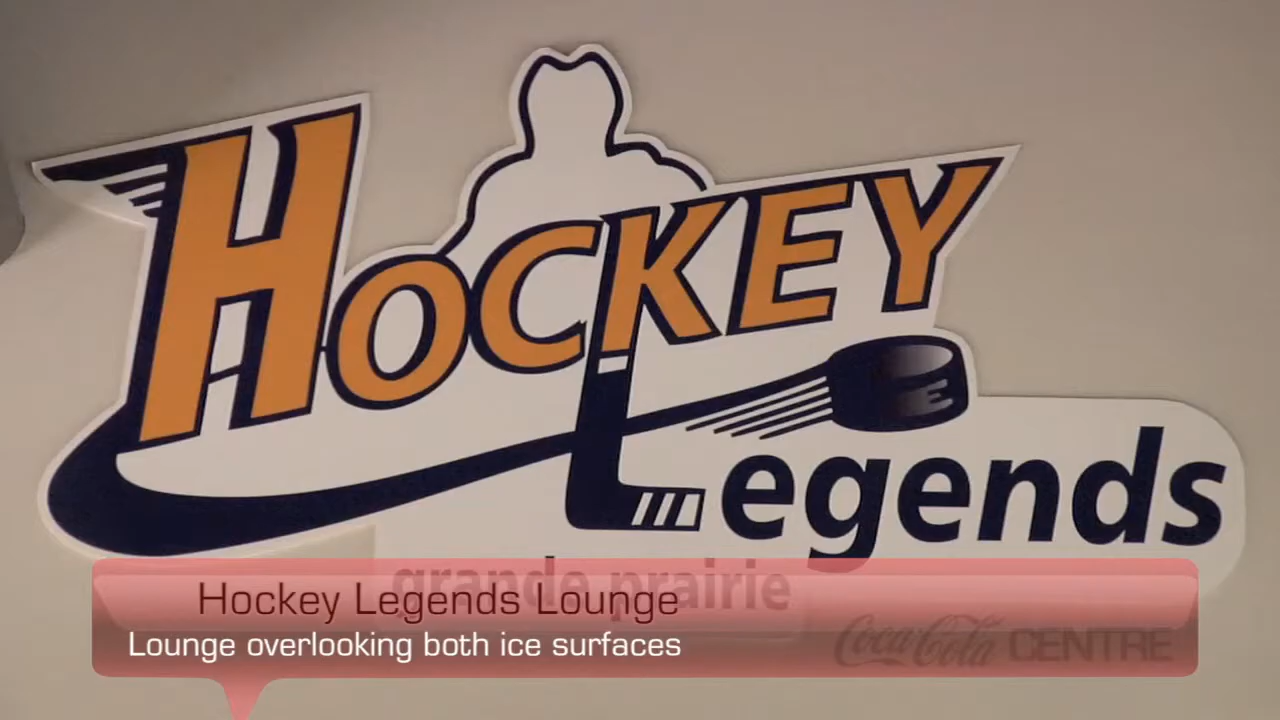 HOCKEY
Legends
grande prairie
Coca-Cola CENTRE
Hockey Legends Lounge
Lounge overlooking both ice surfaces